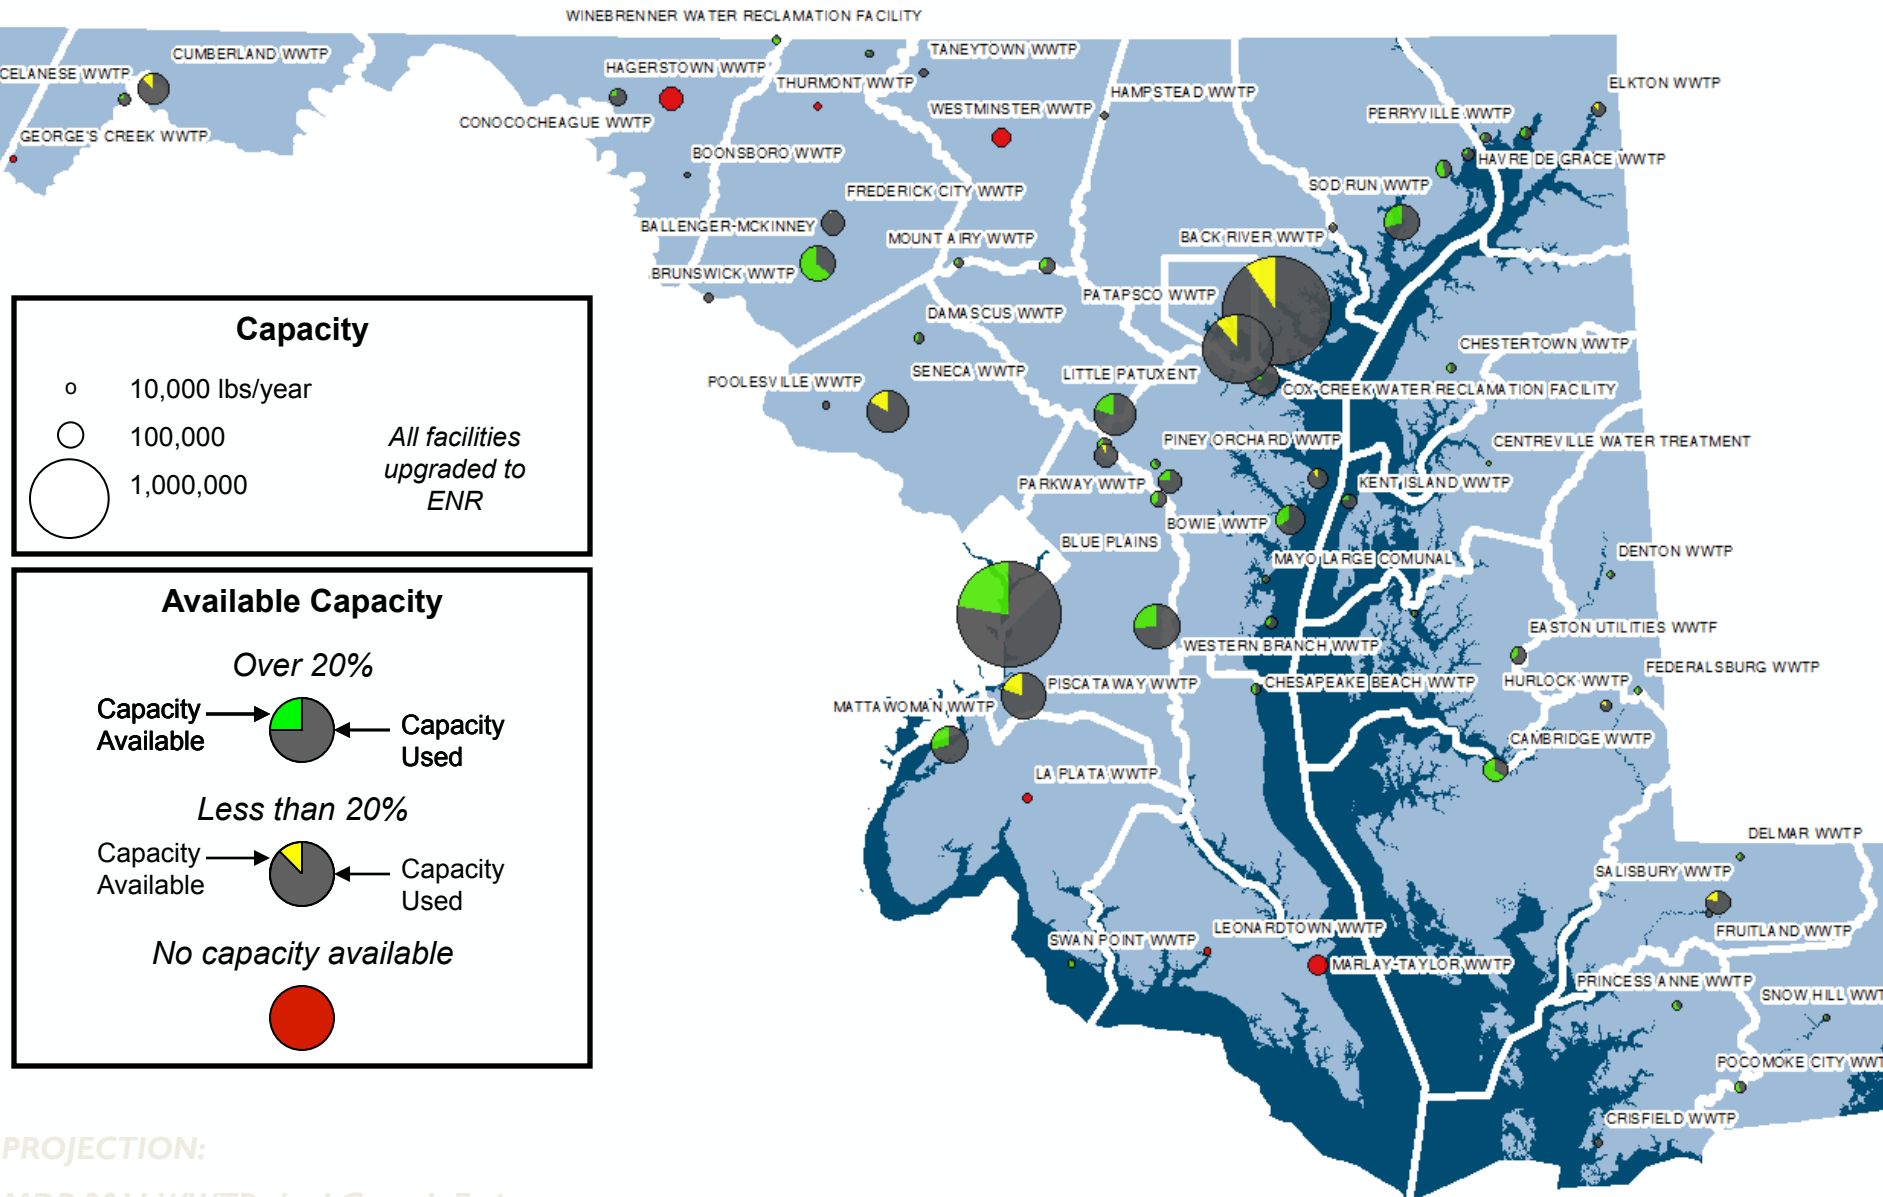 WINEBRENNER WATER RECLAMATION FACILITY
CUMBERLAND WWTP
TANEYTOWN WWTP
CELANESE WWTP
HAGERSTOWN WWTP
THURMONT WWTP
ELKTON WWTP
HAMPSTEAD WWTP
WESTMINSTER WWTP
PERRYVILLE WWTP
CONOCOCHEAGUE WWTP
GEORGE'S CREEK WWTP
BOONSBORO WWTP
HAVRE DE GRACE WWTP
FREDERICK CITY WWTP
SOD RUN WWTP
BALLENGER-MCKINNEY
MOUNT AIRY WWTP
BACK RIVER WWTP
BRUNSWICK WWTP
PATAPSCO WWTP
DAMASCUS WWTP
CHESTERTOWN WWTP
SENECA WWTP
LITTLE PATUXENT
POOLESVILLE WWTP
COX CREEK WATER RECLAMATION FACILITY
PINEY ORCHARD WWTP
CENTREVILLE WATER TREATMENT
PARKWAY WWTP
KENT ISLAND WWTP
BOWIE WWTP
BLUE PLAINS
DENTON WWTP
MAYO LARGE COMUNAL
EASTON UTILITIES WWTF
WESTERN BRANCH WWTP
FEDERALSBURG WWTP
PISCATAWAY WWTP
CHESAPEAKE BEACH WWTP
HURLOCK WWTP
MATTAWOMAN WWTP
CAMBRIDGE WWTP
LA PLATA WWTP
DELMAR WWTP
SALISBURY WWTP
LEONARDTOWN WWTP
FRUITLAND WWTP
SWAN POINT WWTP
MARLAY-TAYLOR WWTP
PRINCESS ANNE WWTP
SNOW HILL WWT
POCOMOKE CITY WWT
CRISFIELD WWTP
Capacity
10,000 lbs/year
100,000
1,000,000
All facilities
upgraded to
ENR
Available Capacity
Over 20%
Capacity
Available
Capacity
Used
Less than 20%
Capacity
Available
Capacity
Used
No capacity available
PROJECTION: